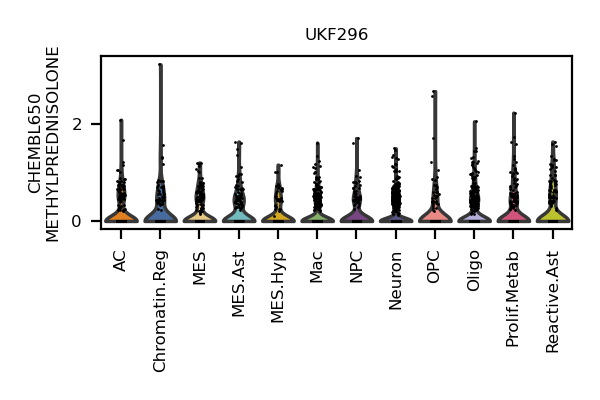 UKF296
CHEMBL650
METHYLPREDNISOLONE
2
0
AC
Chromatin.Reg
MES
MES.Ast
MES.Hyp
Mac
NPC
Neuron
OPC
Oligo
Prolif.Metab
Reactive.Ast